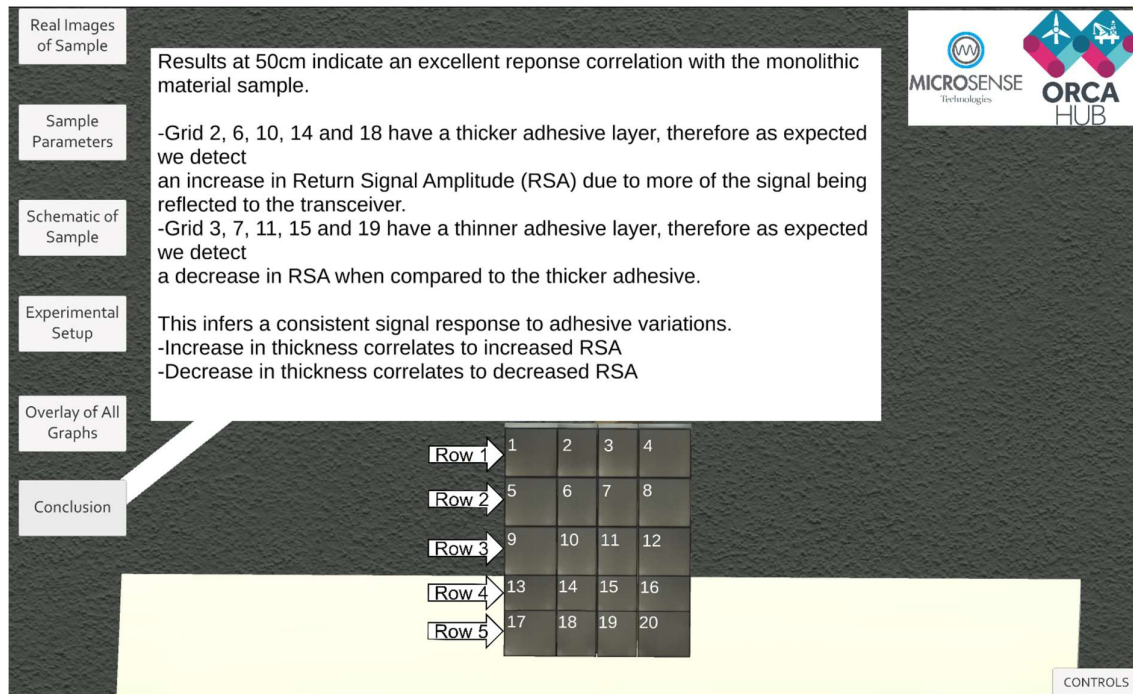 Real Images
of Sample
Sample
Parameters
Schematic of
Sample
Experimental
Setup
Overlay of All
Graphs
Conclusion
Results at 50cm indicate an excellent reponse correlation with the monolithic
material sample.
-Grid 2, 6, 10, 14 and 18 have a thicker adhesive layer, therefore as expected
we detect
an increase in Return Signal Amplitude (RSA) due to more of the signal being
reflected to the transceiver.
-Grid 3, 7, 11, 15 and 19 have a thinner adhesive layer, therefore as expected
we detect
a decrease in RSA when compared to the thicker adhesive.
This infers a consistent signal response to adhesive variations.
-Increase in thickness correlates to increased RSA
-Decrease in thickness correlates to decreased RSA
MICROSENSE
Technologies
ORCA
HUB
Row 1 1 2 3 4
Row 2 5 6 7 8
Row 3 9 10 11 12
Row 4 13 14 15 16
Row 5 17 18 19 20
CONTROLS